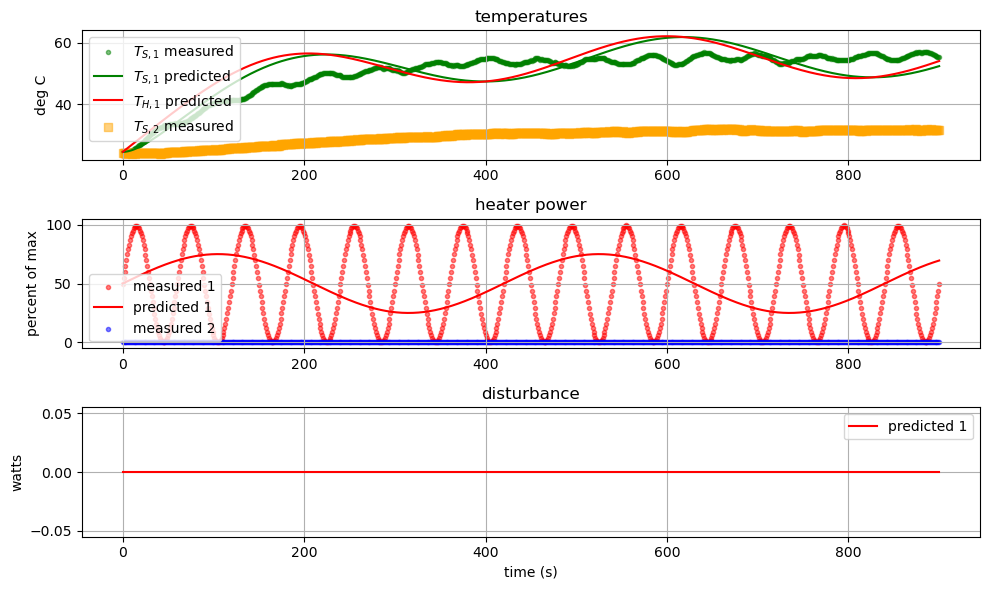 temperatures
deg C
60
40
T_{S,1} measured
T_{S,1} predicted
T_{H,1} predicted
T_{S,2} measured
0 200 400 600 800
heater power
percent of max
100
50
0
measured 1
predicted 1
measured 2
0 200 400 600 800
disturbance
watts
0.05
0.00
−0.05
predicted 1
0 200 400 600 800
time (s)